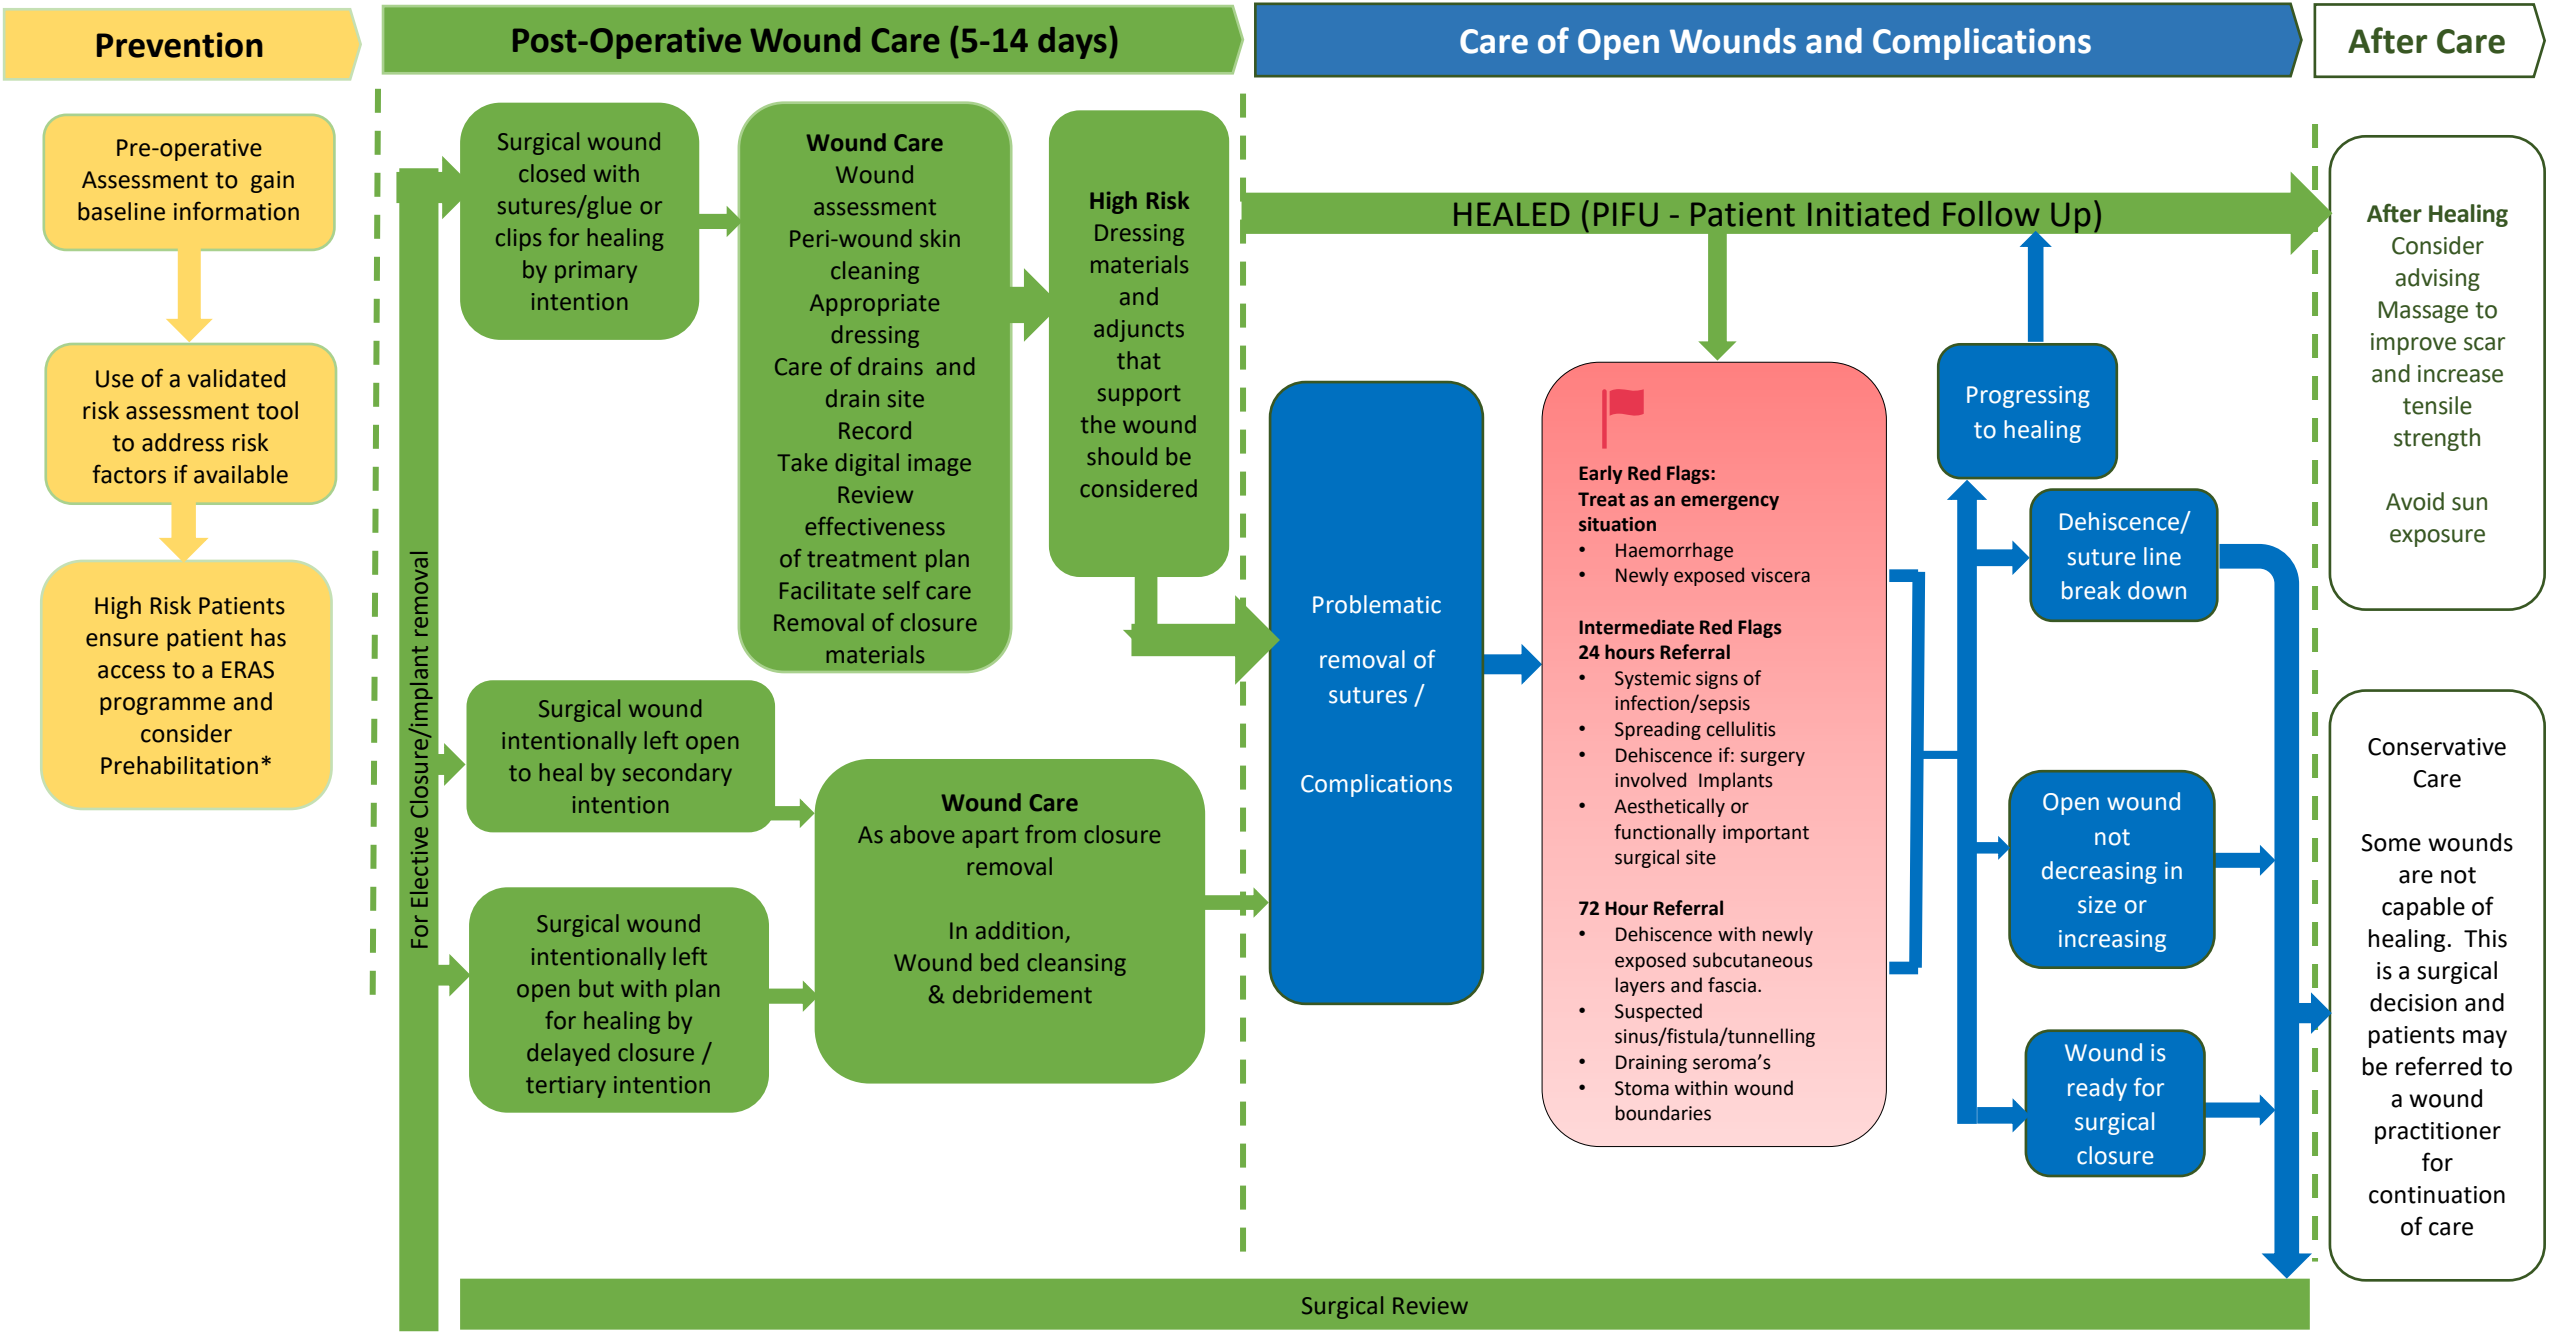 Prevention
Post-Operative Wound Care (5-14 days)
Care of Open Wounds and Complications
After Care
Pre-operative
Assessment to gain
baseline information
Use of a validated
risk assessment tool
to address risk
factors if available
High Risk Patients
ensure patient has
access to a ERAS
programme and
consider
Prehabilitation*
For Elective Closure/implant removal
Surgical wound
closed with
sutures/glue or
clips for healing
by primary
intention
Wound Care
Wound
assessment
Peri-wound skin
cleaning
Appropriate
dressing
Care of drains and
drain site
Record
Take digital image
Review
effectiveness
of treatment plan
Facilitate self care
Removal of closure
materials
High Risk
Dressing
materials
and
adjuncts
that
support
the wound
should be
considered
Surgical wound
intentionally left open
to heal by secondary
intention
Surgical wound
intentionally left
open but with plan
for healing by
delayed closure /
tertiary intention
Wound Care
As above apart from closure
removal
In addition,
Wound bed cleansing
& debridement
HEALED (PIFU - Patient Initiated Follow Up)
Problematic
removal of
sutures /
Complications
Early Red Flags:
Treat as an emergency
situation
• Haemorrhage
• Newly exposed viscera
Intermediate Red Flags
24 hours Referral
• Systemic signs of
infection/sepsis
• Spreading cellulitis
• Dehiscence if: surgery
involved Implants
• Aesthetically or
functionally important
surgical site
72 Hour Referral
• Dehiscence with newly
exposed subcutaneous
layers and fascia.
• Suspected
sinus/fistula/tunnelling
• Draining seroma’s
• Stoma within wound
boundaries
Progressing
to healing
Dehiscence/
suture line
break down
Open wound
not
decreasing in
size or
increasing
Wound is
ready for
surgical
closure
After Healing
Consider
advising
Massage to
improve scar
and increase
tensile
strength
Avoid sun
exposure
Conservative
Care
Some wounds
are not
capable of
healing. This
is a surgical
decision and
patients may
be referred to
a wound
practitioner
for
continuation
of care
Surgical Review